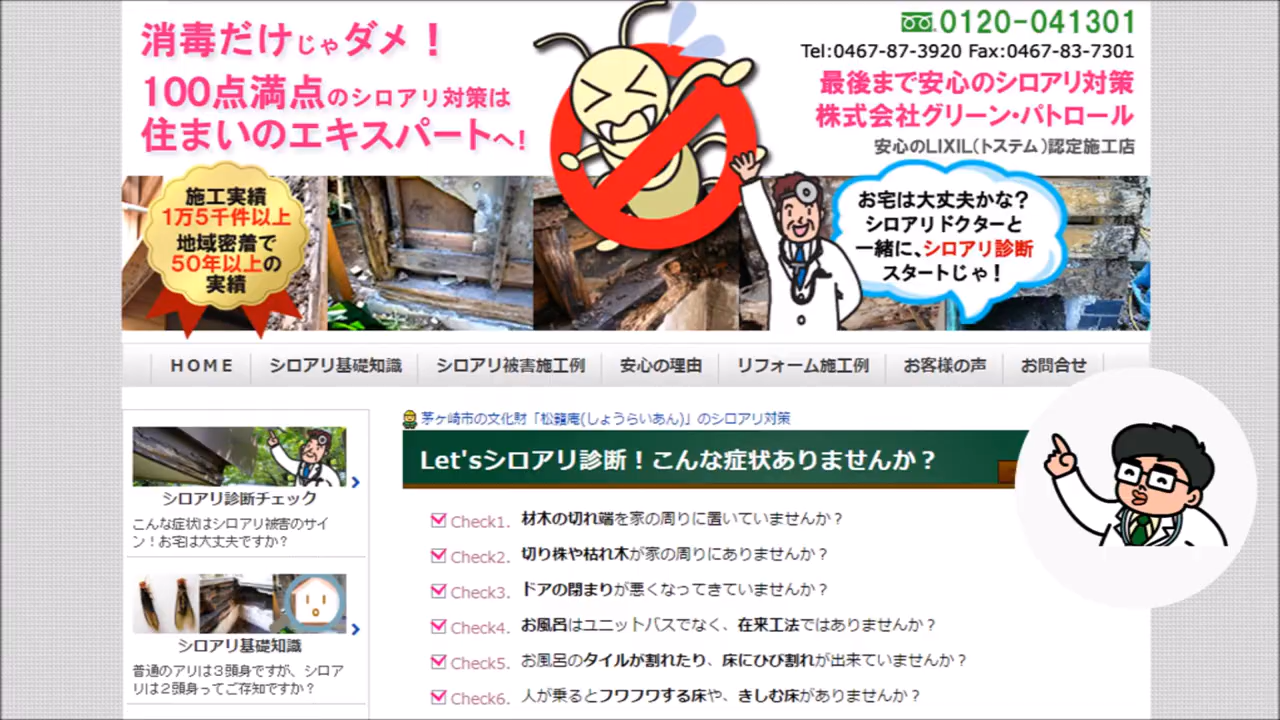 消毒だけじゃダメ！
100点満点のシロアリ対策は
住まいのエキスパートへ！
0120-041301
Tel:0467-87-3920 Fax:0467-83-7301
最後まで安心のシロアリ対策
株式会社グリーン・パトロール
安心のLIXIL(トステム)認定施工店
施工実績
1万5千件以上
地域密着で
50年以上の
実績
お宅は大丈夫かな？
シロアリドクターと
一緒に、シロアリ診断
スタートじゃ！
HOME シロアリ基礎知識 シロアリ被害施工例 安心の理由 リフォーム施工例 お客様の声 お問合せ
シロアリ診断チェック
こんな症状はシロアリ被害のサイ
ン！お宅は大丈夫ですか？
シロアリ基礎知識
普通のアリは３頭身ですが、シロア
リは２頭身ってご存知ですか？
茅ヶ崎市の文化財「松籟庵(しょうらいあん)」のシロアリ対策
Let'sシロアリ診断！こんな症状ありませんか？
Check1. 材木の切れ端を家の周りに置いていませんか？
Check2. 切り株や枯れ木が家の周りにありませんか？
Check3. ドアの閉まりが悪くなってきていませんか？
Check4. お風呂はユニットバスでなく、在来工法ではありませんか？
Check5. お風呂のタイルが割れたり、床にひび割れが出来ていませんか？
Check6. 人が乗るとフワフワする床や、きしむ床がありませんか？